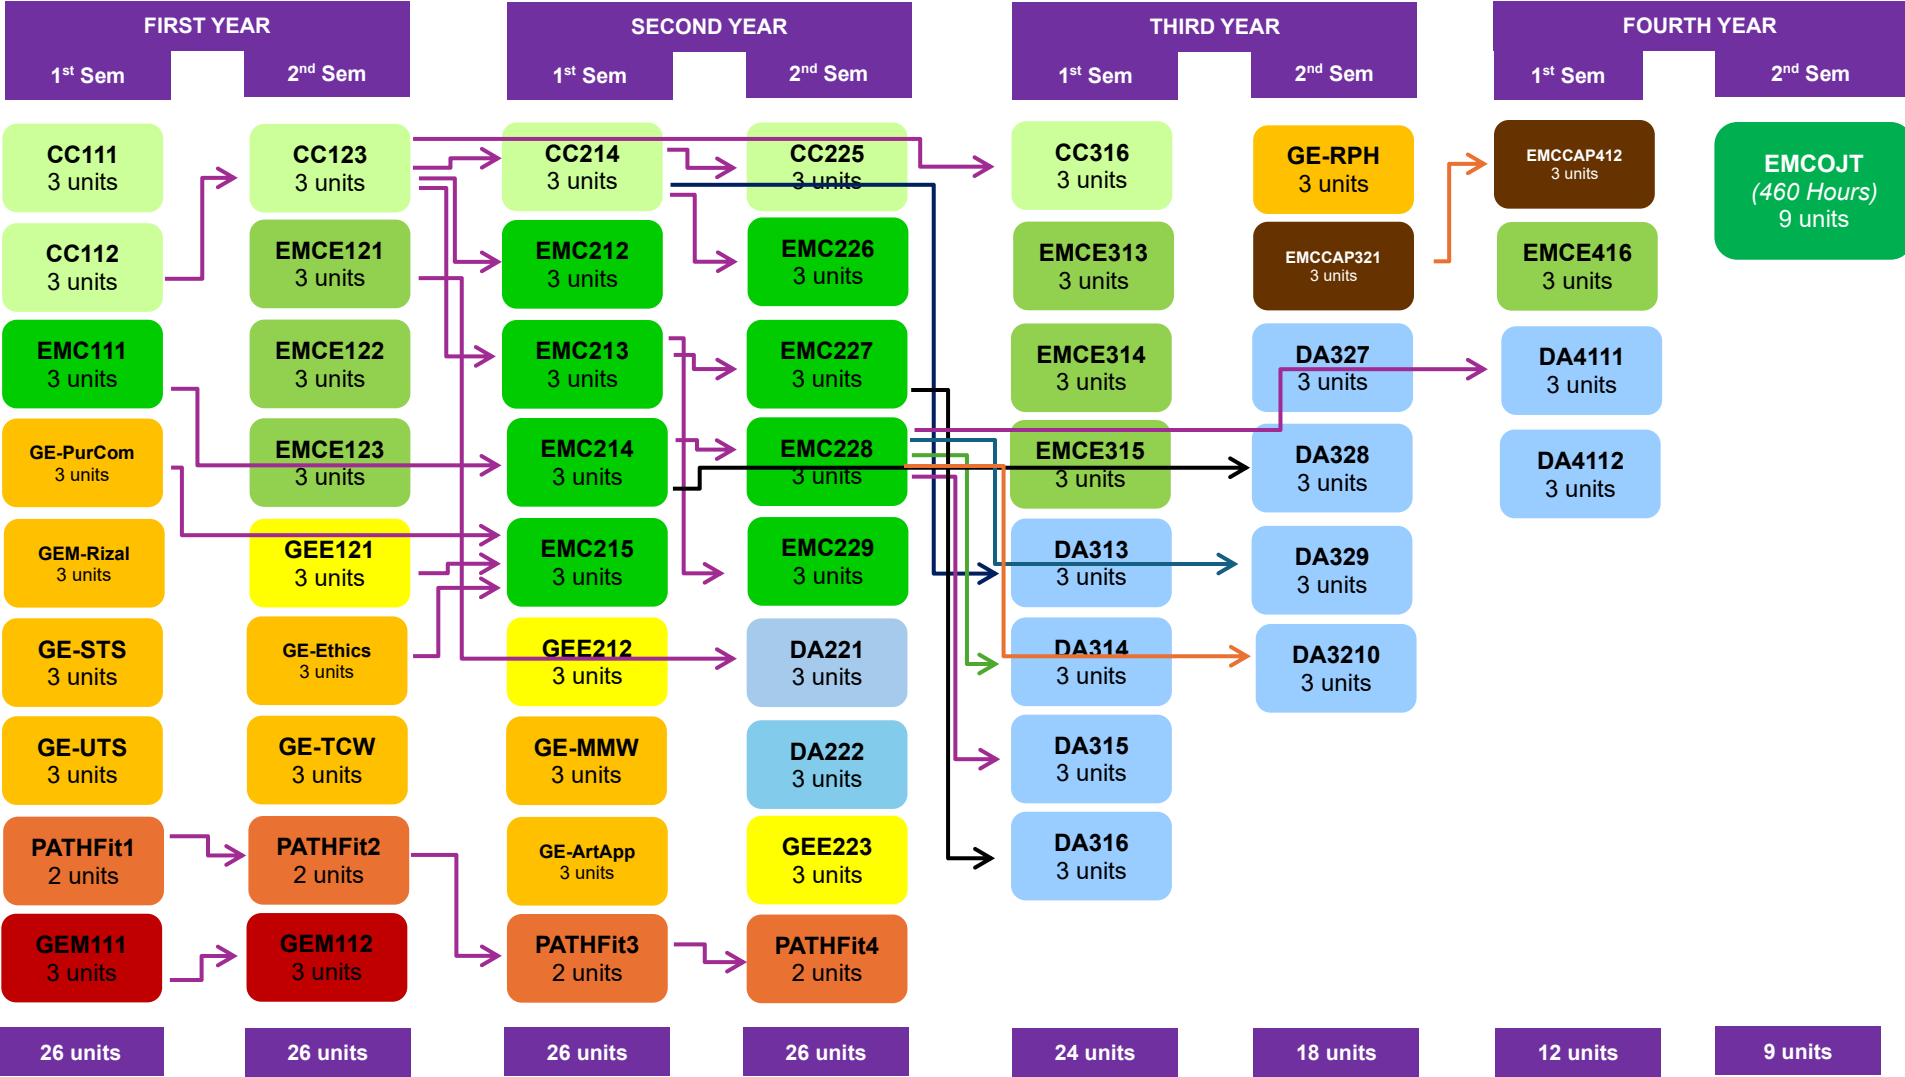 FIRST YEAR
1st Sem
2nd Sem
SECOND YEAR
1st Sem
2nd Sem
THIRD YEAR
1st Sem
2nd Sem
FOURTH YEAR
1st Sem
2nd Sem
CC111
3 units
CC112
3 units
EMC111
3 units
GE-PurCom
3 units
GEM-Rizal
3 units
GE-STS
3 units
GE-UTS
3 units
PATHFit1
2 units
GEM111
3 units
26 units
CC123
3 units
EMCE121
3 units
EMCE122
3 units
EMCE123
3 units
GEE121
3 units
GE-Ethics
3 units
GE-TCW
3 units
PATHFit2
2 units
GEM112
3 units
26 units
CC214
3 units
EMC212
3 units
EMC213
3 units
EMC214
3 units
EMC215
3 units
GEE212
3 units
GE-MMW
3 units
GE-ArtApp
3 units
PATHFit3
2 units
26 units
CC225
3 units
EMC226
3 units
EMC227
3 units
EMC228
3 units
EMC229
3 units
DA221
3 units
DA222
3 units
GEE223
3 units
PATHFit4
2 units
26 units
CC316
3 units
EMCE313
3 units
EMCE314
3 units
EMCE315
3 units
DA313
3 units
DA314
3 units
DA315
3 units
DA316
3 units
24 units
GE-RPH
3 units
EMCCAP321
3 units
DA327
3 units
DA328
3 units
DA329
3 units
DA3210
3 units
18 units
EMCCAP412
3 units
EMCE416
3 units
DA4111
3 units
DA4112
3 units
12 units
EMCOJT
(460 Hours)
9 units
9 units